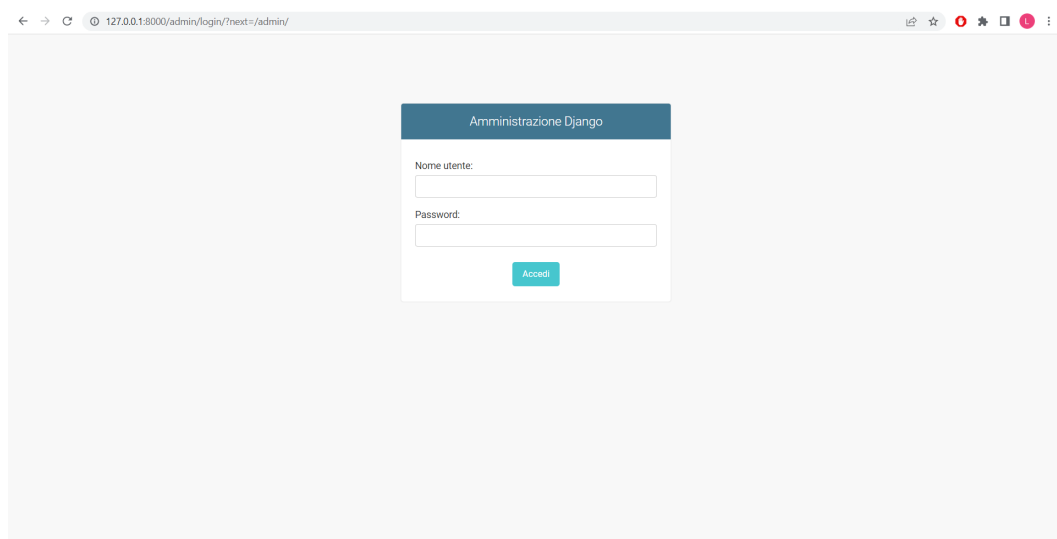 127.0.0.1:8000/admin/login/?next=/admin/
L
Amministrazione Django
Nome utente:
Password:
Accedi